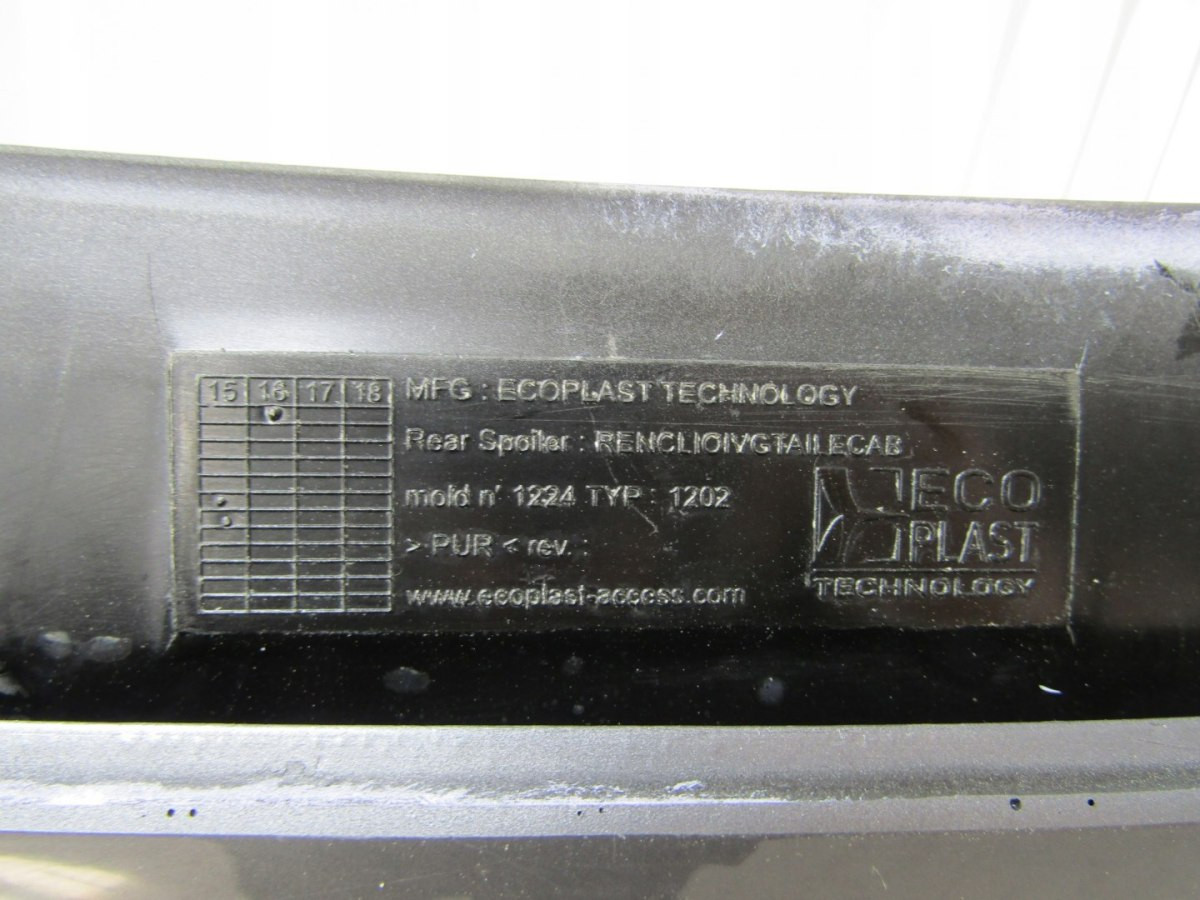 15 16 17 18
MFG : ECOPLAST TECHNOLOGY
Rear Spoiler : RENCLIOIVGTAILECAB
mold n' 1224 TYP : 1202
> PUR < rev. :
www.ecoplast-access.com
ECO
PLAST
TECHNOLOGY